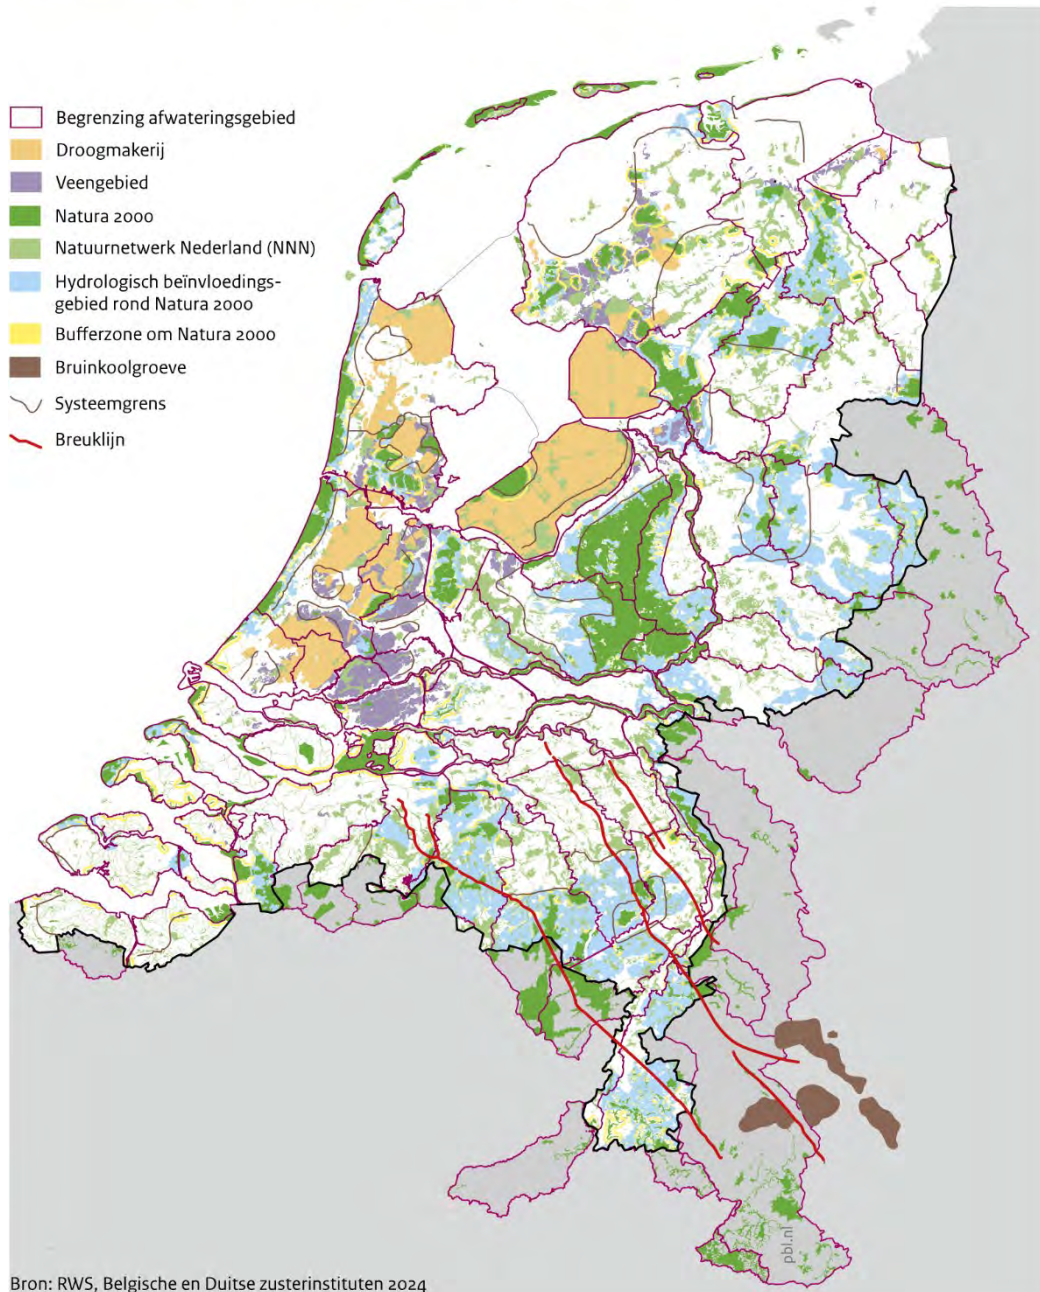 Begrenzing afwateringsgebied
Droogmakerij
Veengebied
Natura 2000
Natuurnetwerk Nederland (NNN)
Hydrologisch beïnvloedings-
gebied rond Natura 2000
Bufferzone om Natura 2000
Bruinkoolgroeve
Systeemgrens
Breuklijn
pbl.nl
Bron: RWS, Belgische en Duitse zusterinstituten 2024